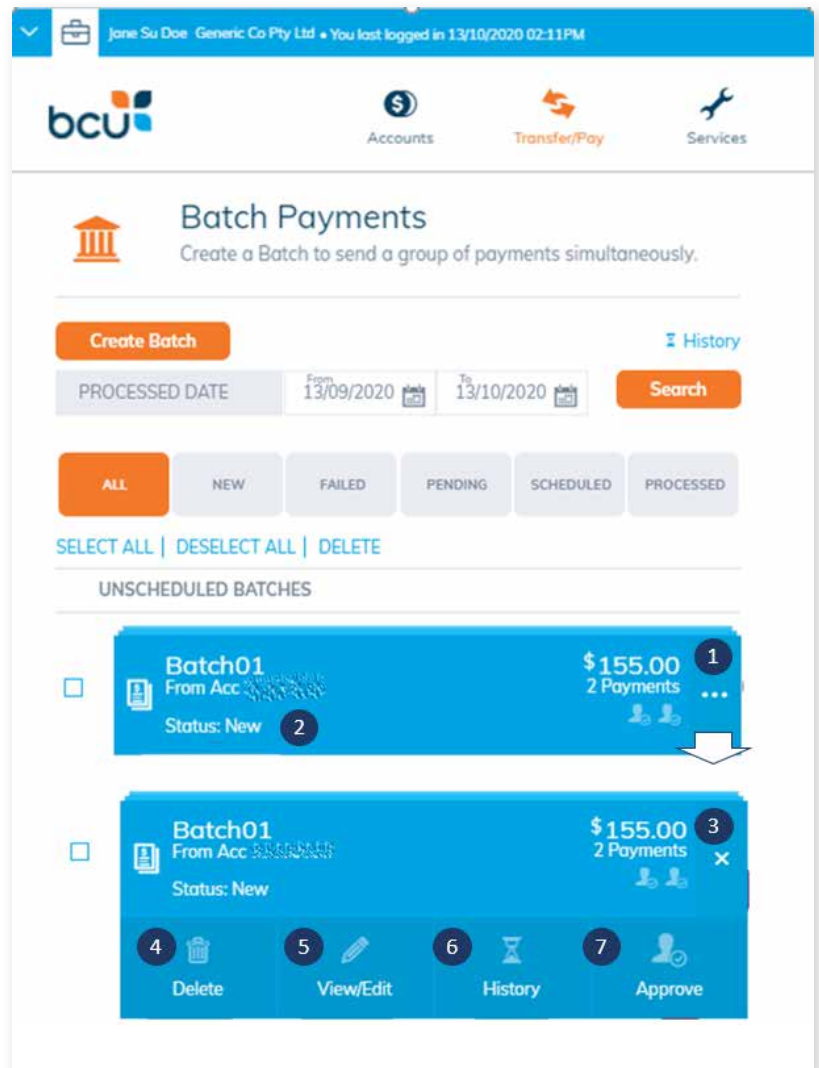 Jane Su Doe Generic Co Pty Ltd • You last logged in 13/10/2020 02:11PM
bcu
Accounts Transfer/Pay Services
Batch Payments
Create a Batch to send a group of payments simultaneously.
Create Batch History
PROCESSED DATE From 13/09/2020 To 13/10/2020 Search
ALL NEW FAILED PENDING SCHEDULED PROCESSED
SELECT ALL | DESELECT ALL | DELETE
UNSCHEDULED BATCHES
Batch01 $155.00 1
From Acc 2 Payments ...
Status: New 2
Batch01 $155.00 3
From Acc 2 Payments ×
Status: New
4 5 6 7
Delete View/Edit History Approve